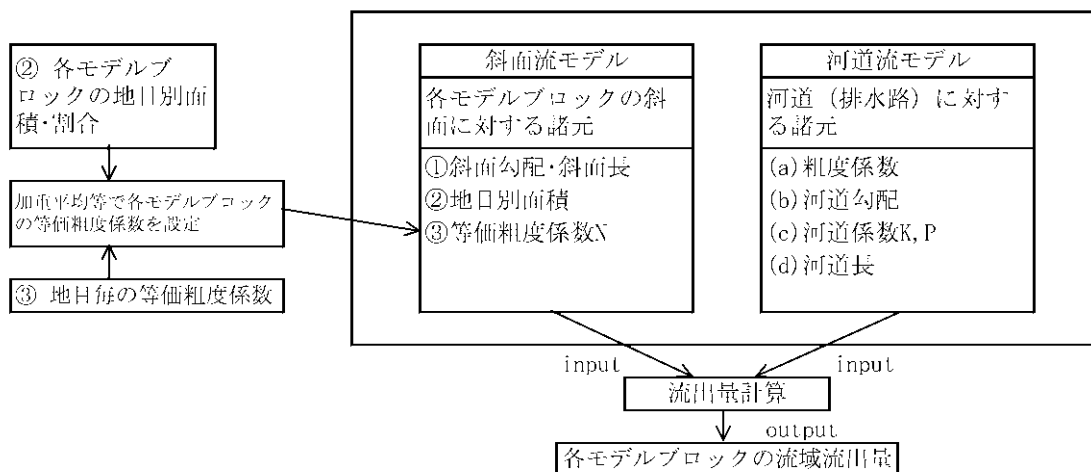 ② 各モデルブ
ロックの地目別面
積･割合
加重平均等で各モデルブロック
の等価粗度係数を設定
③ 地目毎の等価粗度係数
斜面流モデル
各モデルブロックの斜
面に対する諸元
①斜面勾配･斜面長
②地目別面積
③等価粗度係数N
河道流モデル
河道（排水路）に対す
る諸元
(a)粗度係数
(b)河道勾配
(c)河道係数K,P
(d)河道長
input
input
流出量計算
output
各モデルブロックの流域流出量